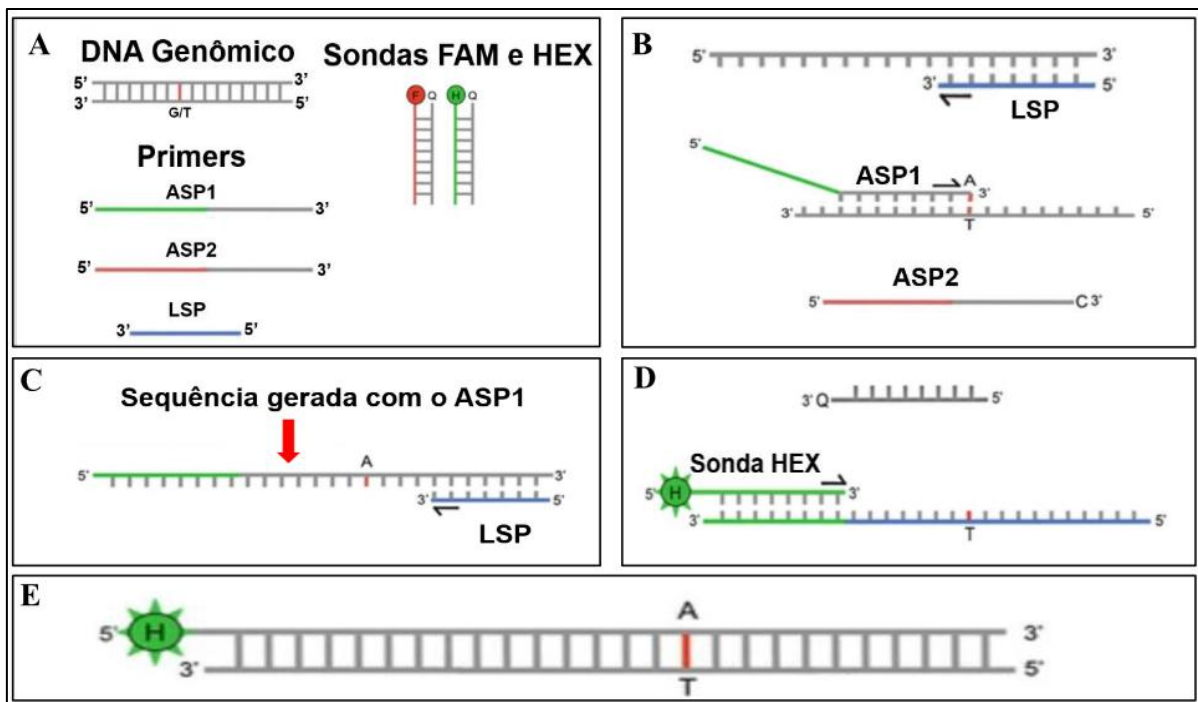 A
DNA Genômico
5’ 3’
3’ 5’
G/T
Sondas FAM e HEX
F Q H Q
Primers
ASP1
5’ 3’
ASP2
5’ 3’
LSP
3’ 5’
B
5’ 3’
3’ 5’
LSP
5’
ASP1 A
3’
3’ 5’
T
ASP2
5’ C3’
C
Sequência gerada com o ASP1
A
5’ 3’
3’ 5’
LSP
D
3’ Q 5’
Sonda HEX
5’ H 3’
3’ 5’
T
E
A
5’ H 3’
3’ 5’
T